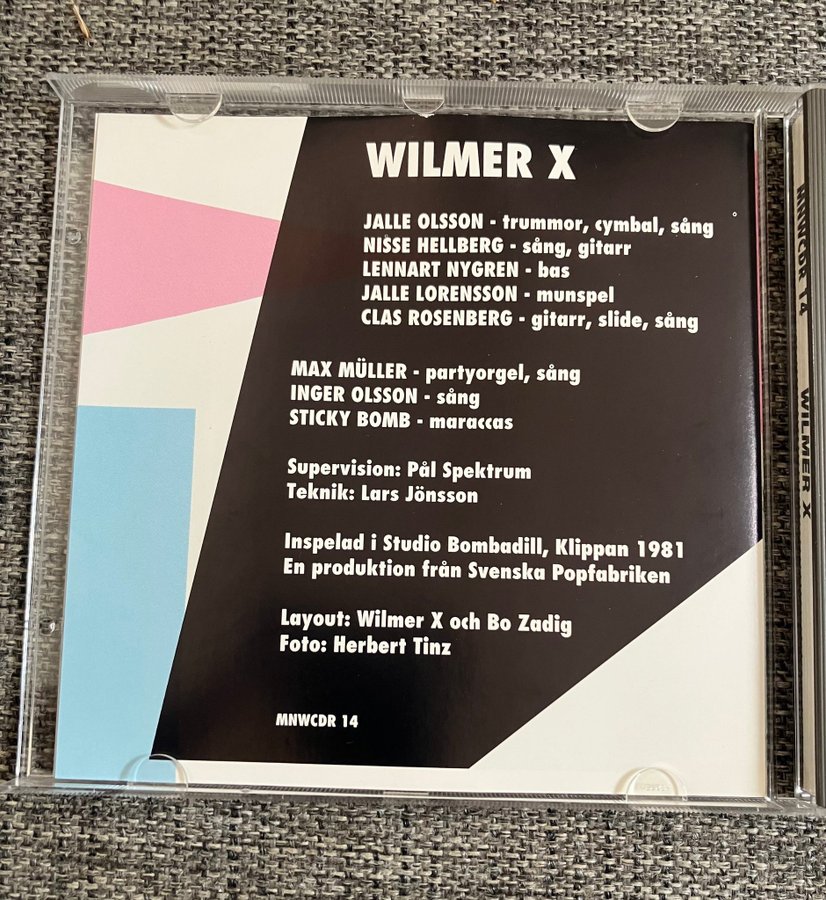 WILMER X
JALLE OLSSON - trummor, cymbal, sång
NISSE HELLBERG - sång, gitarr
LENNART NYGREN - bas
JALLE LORENSSON - munspel
CLAS ROSENBERG - gitarr, slide, sång
MAX MÜLLER - partyorgel, sång
INGER OLSSON - sång
STICKY BOMB - maraccas
Supervision: Pål Spektrum
Teknik: Lars Jönsson
Inspelad i Studio Bombadill, Klippan 1981
En produktion från Svenska Popfabriken
Layout: Wilmer X och Bo Zadig
Foto: Herbert Tinz
MNWCDR 14
MNWCDR 14 WILMER X